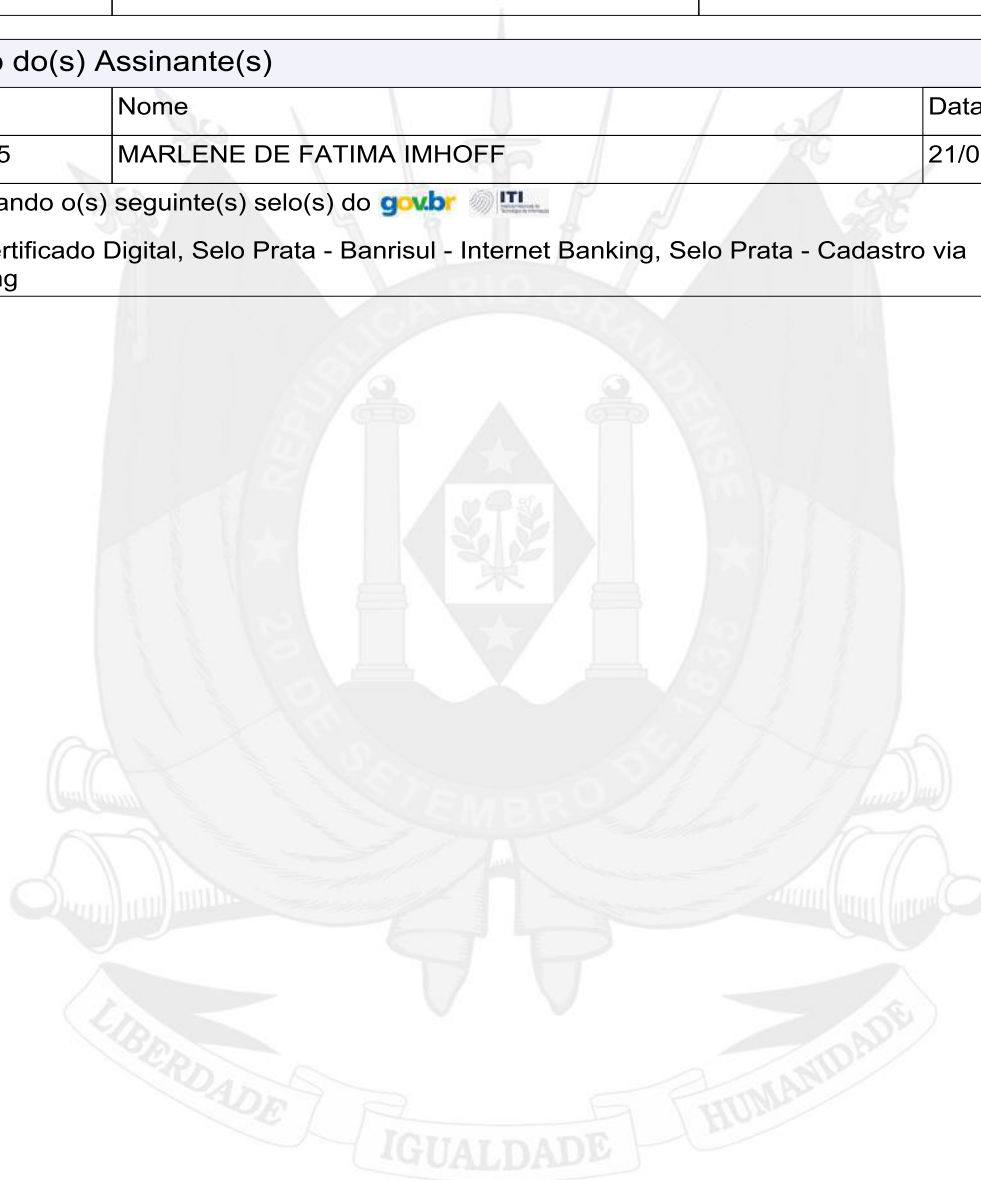 o do(s) Assinante(s)
Nome Data
5 MARLENE DE FATIMA IMHOFF 21/0
ando o(s) seguinte(s) selo(s) do gov.br ITI
ertificado Digital, Selo Prata - Banrisul - Internet Banking, Selo Prata - Cadastro via
ng
REPÚBLICA RIO GRANDENSE
20 DE SETEMBRO DE 1835
LIBERDADE IGUALDADE HUMANIDADE